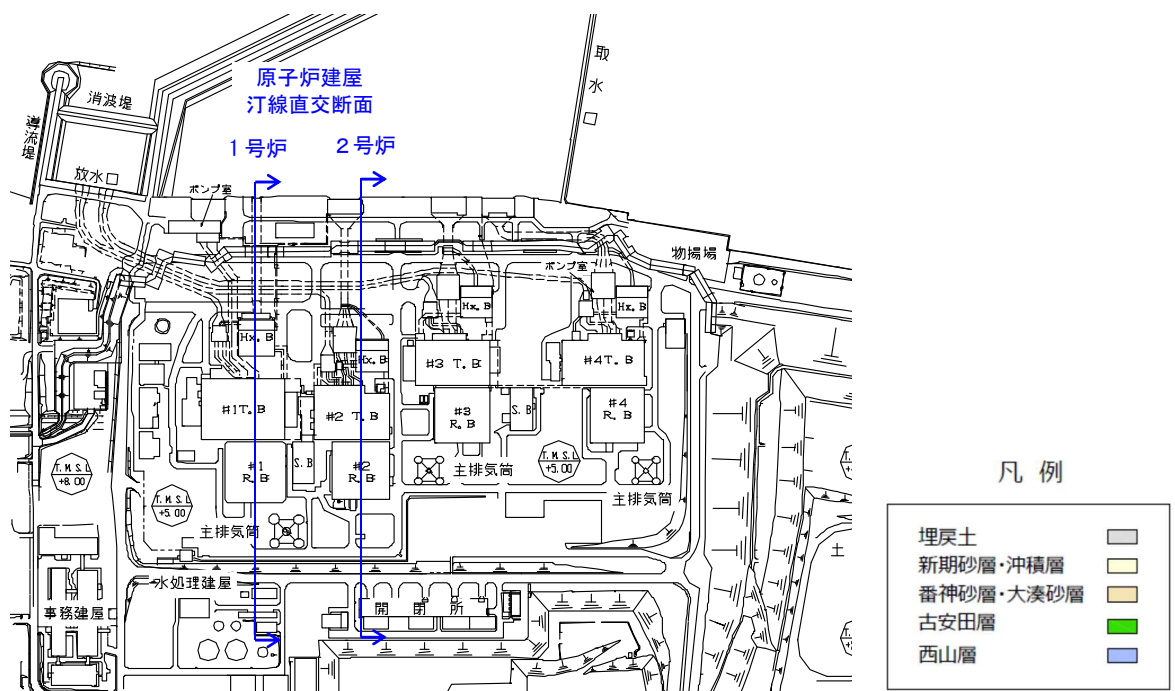 取
水
口
原子炉建屋
汀線直交断面
消波堤
導流堤
1号炉
2号炉
放水口
ポンプ室
物揚場
ポンプ室
Hx. B
Hx. B
Hx. B
Hx. B
#1 T. B
#2 T. B
#3 T. B
#4 T. B
#1
R. B
S. B
#2
R. B
#3
R. B
S. B
#4
R. B
主排気筒
主排気筒
主排気筒
T. M. S. L
+8.00
T. M. S. L
+5.00
T. M. S. L
+5.00
土
水処理建屋
事務建屋
開閉所
凡 例
埋戻土
新期砂層・沖積層
番神砂層・大湊砂層
古安田層
西山層